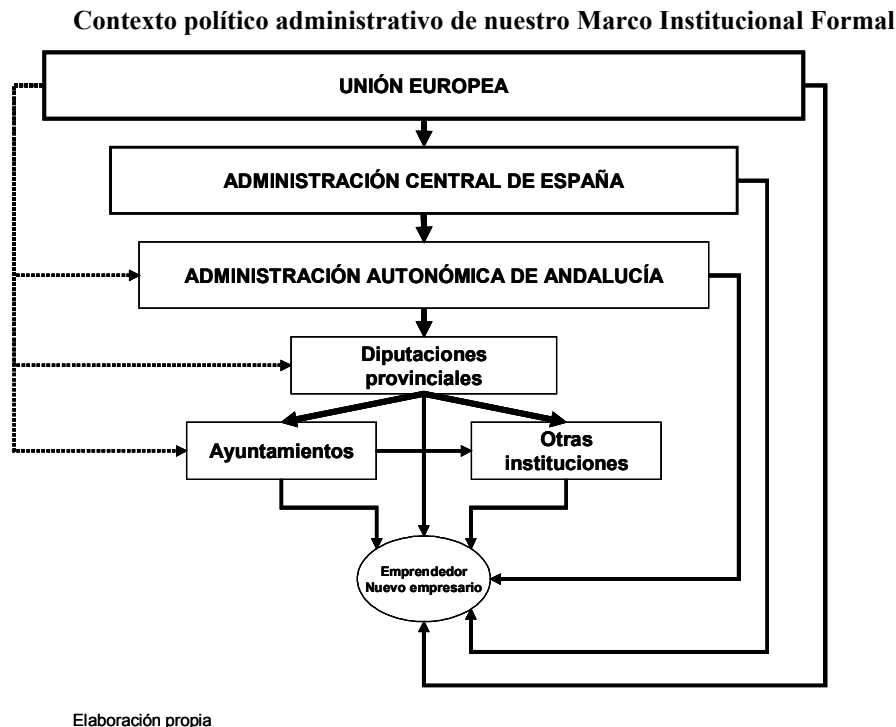 Contexto político administrativo de nuestro Marco Institucional Formal
UNIÓN EUROPEA
ADMINISTRACIÓN CENTRAL DE ESPAÑA
ADMINISTRACIÓN AUTONÓMICA DE ANDALUCÍA
Diputaciones
provinciales
Ayuntamientos
Otras
instituciones
Emprendedor
Nuevo empresario
Elaboración propia